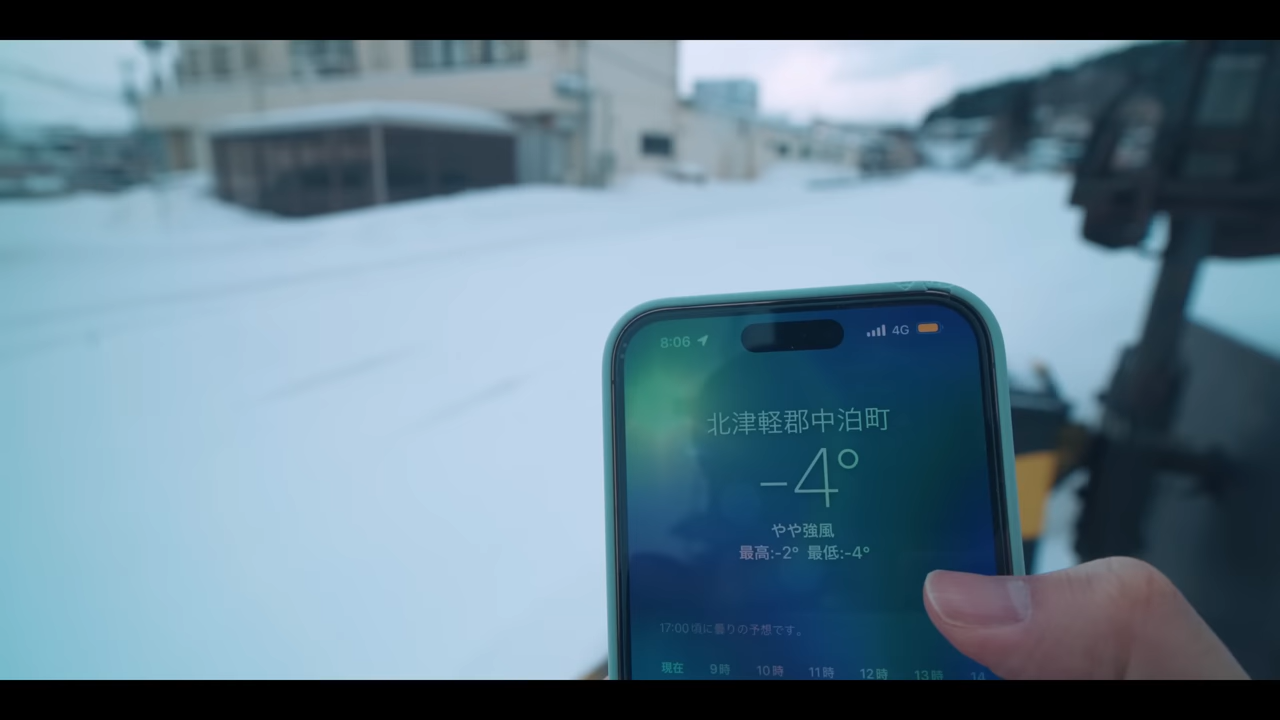 8:06 4G
北津軽郡中泊町
-4°
やや強風
最高:-2° 最低:-4°
17:00頃に曇りの予想です。
現在 9時 10時 11時 12時 13時 14